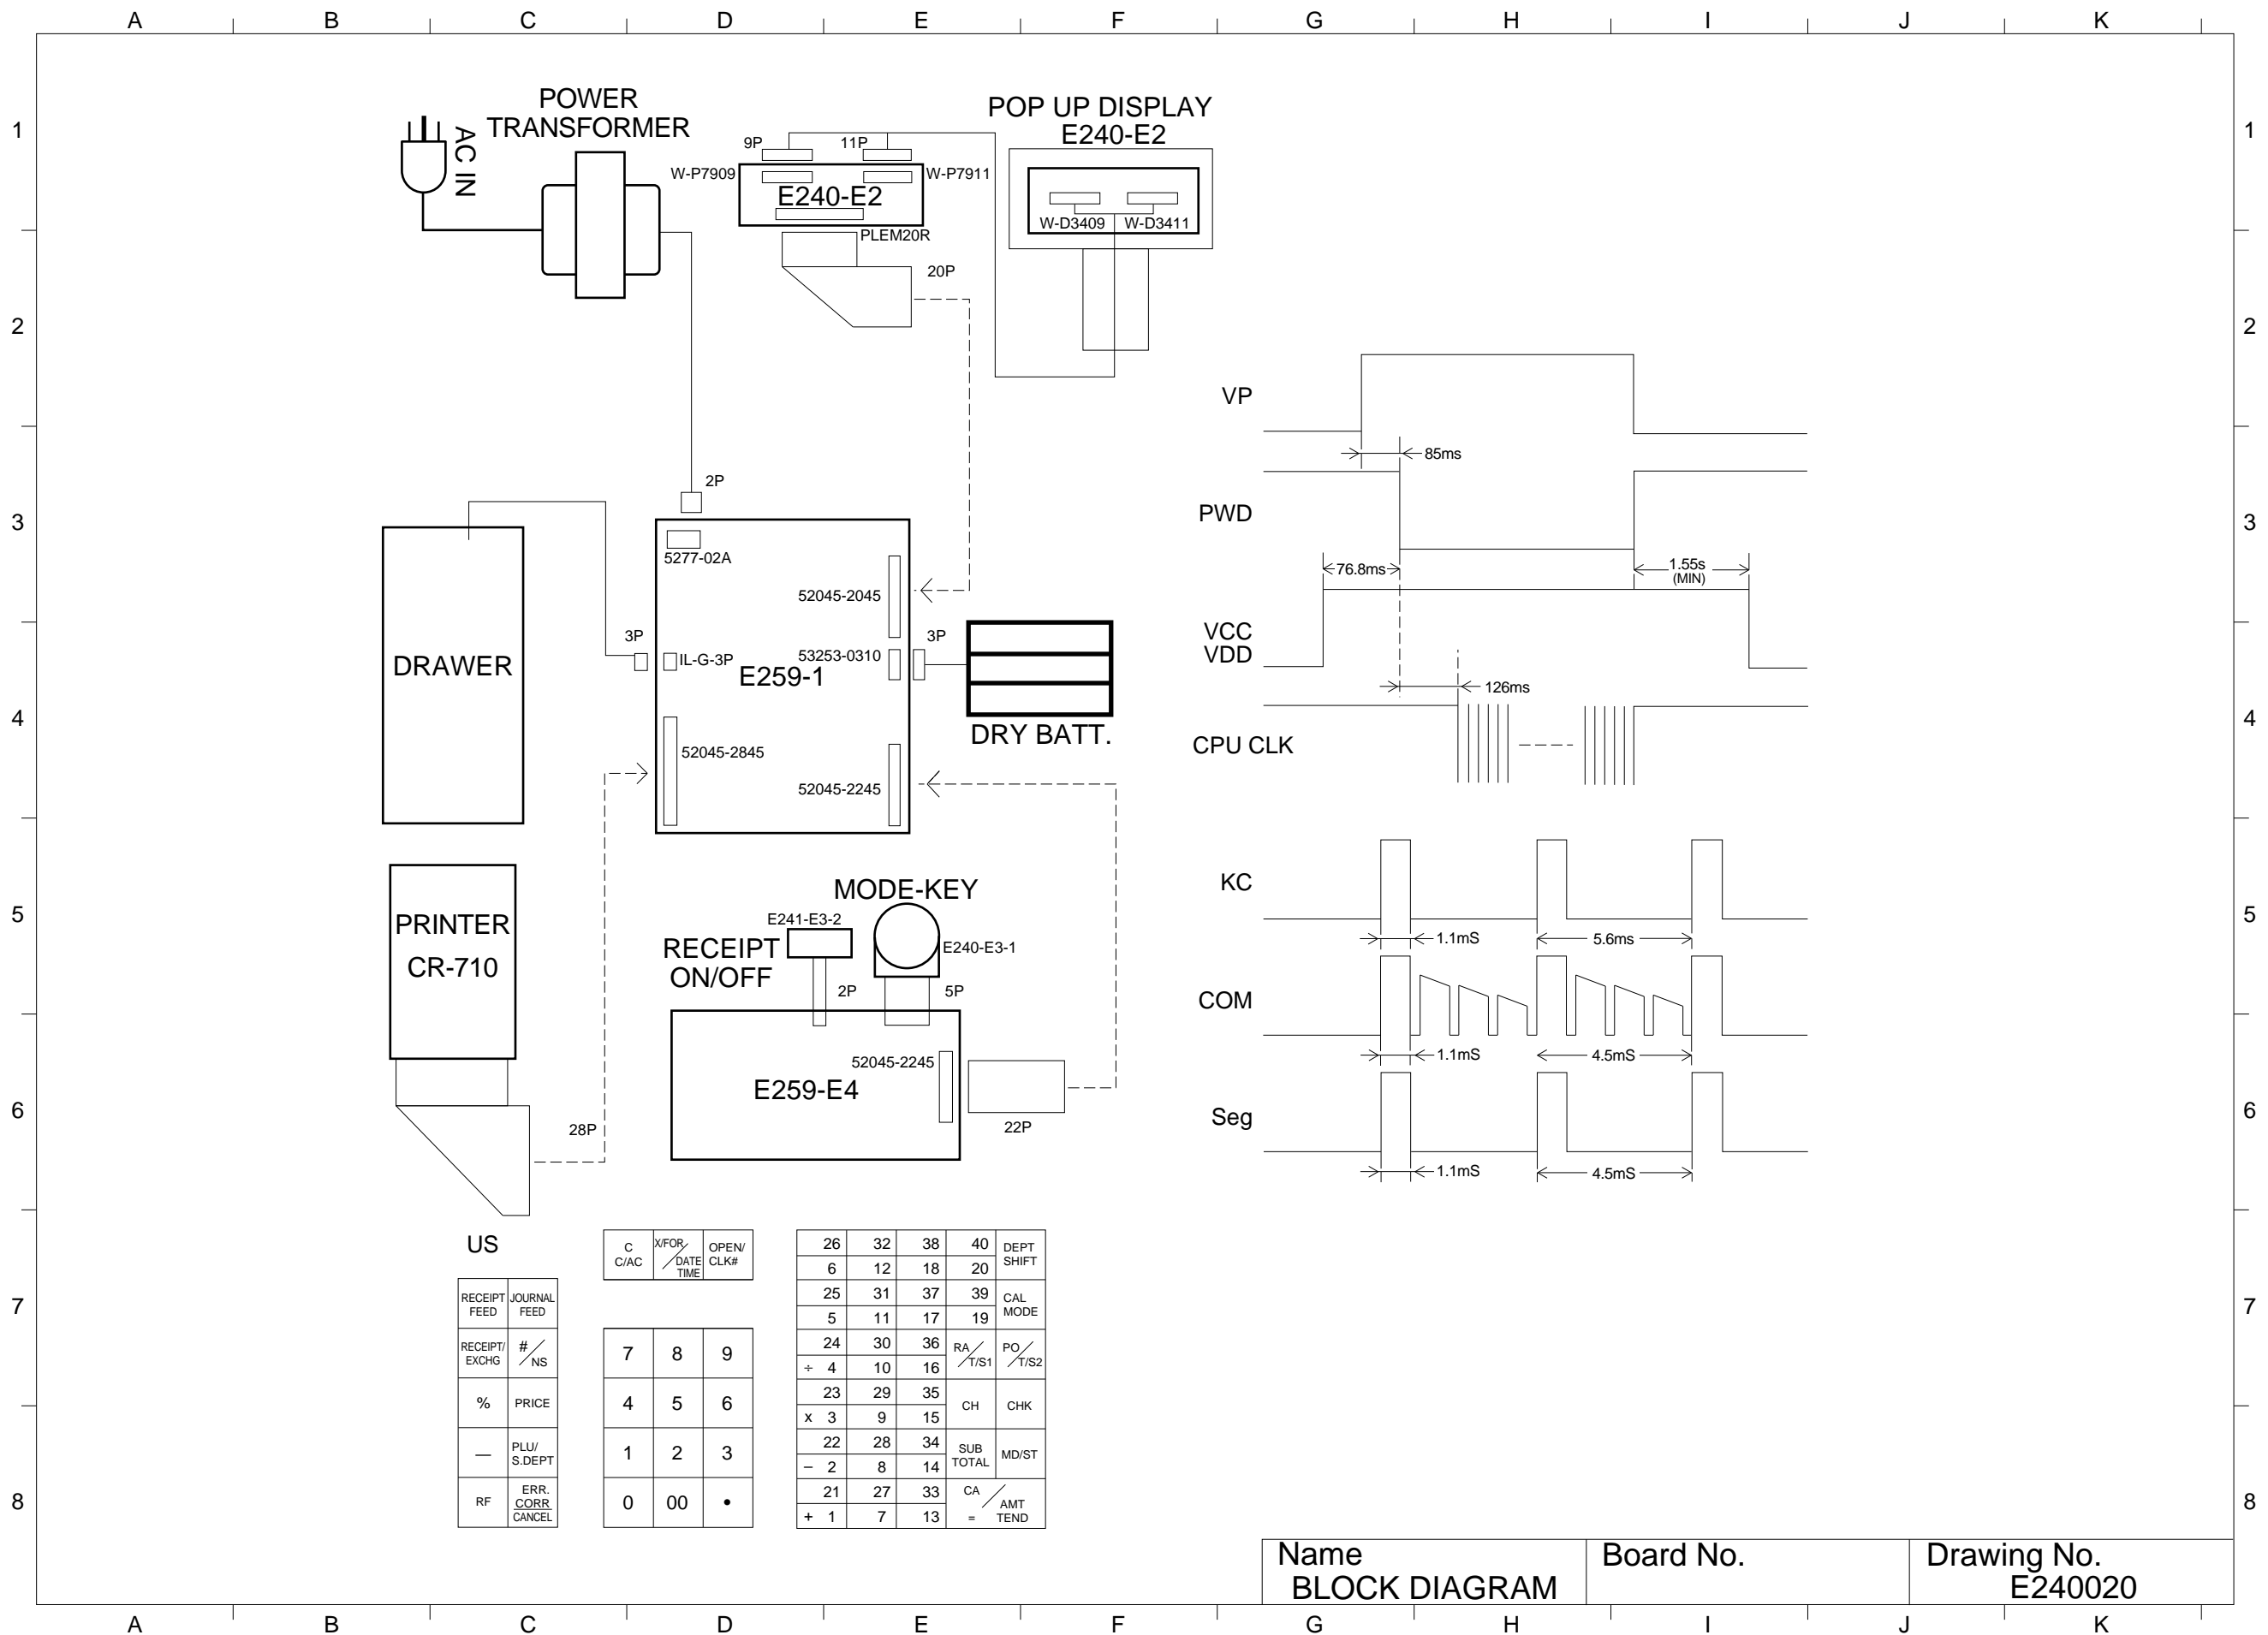 A B C D E F G H I J K
1
2
3
4
5
6
7
8
1
2
3
4
5
6
7
8
AC IN
POWER
TRANSFORMER
9P
11P
W-P7909
W-P7911
E240-E2
PLEM20R
20P
POP UP DISPLAY
E240-E2
W-D3409 W-D3411
2P
5277-02A
52045-2045
3P
IL-G-3P
53253-0310
3P
E259-1
52045-2845
52045-2245
DRAWER
DRY BATT.
PRINTER
CR-710
28P
MODE-KEY
E241-E3-2
E240-E3-1
RECEIPT
ON/OFF
2P
5P
52045-2245
E259-E4
22P
VP
85ms
PWD
76.8ms
1.55s
(MIN)
VCC
VDD
126ms
CPU CLK
KC
1.1mS
5.6ms
COM
1.1mS
4.5mS
Seg
1.1mS
4.5mS
US
RECEIPT
FEED
JOURNAL
FEED
RECEIPT/
EXCHG
#/NS
%
PRICE
—
PLU/
S.DEPT
RF
ERR.
CORR
CANCEL
C
C/AC
X/FOR/
DATE
TIME
OPEN/
CLK#
7 8 9
4 5 6
1 2 3
0 00 •
26 32 38 40
6 12 18 20
DEPT
SHIFT
25 31 37 39
5 11 17 19
CAL
MODE
24 30 36
÷ 4 10 16
RA/T/S1
PO/T/S2
23 29 35
x 3 9 15
CH
CHK
22 28 34
– 2 8 14
SUB
TOTAL
MD/ST
21 27 33
+ 1 7 13
CA/AMT
= TEND
Name
BLOCK DIAGRAM
Board No.
Drawing No.
E240020
A B C D E F G H I J K